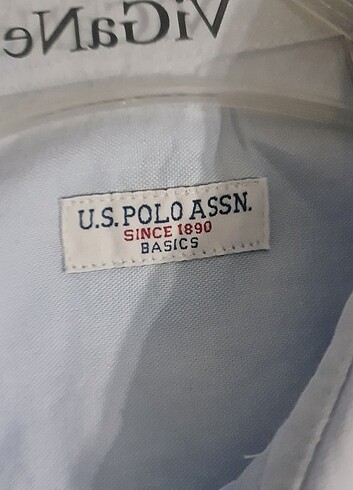 ViGaNe
U.S. POLO ASSN.
SINCE 1890
BASICS